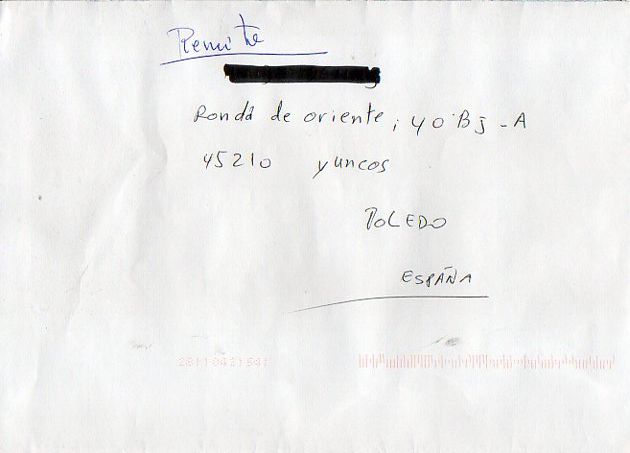 Remite
Ronda de oriente, 40 Bj - A
45210 yuncos
TOLEDO
ESPAÑA